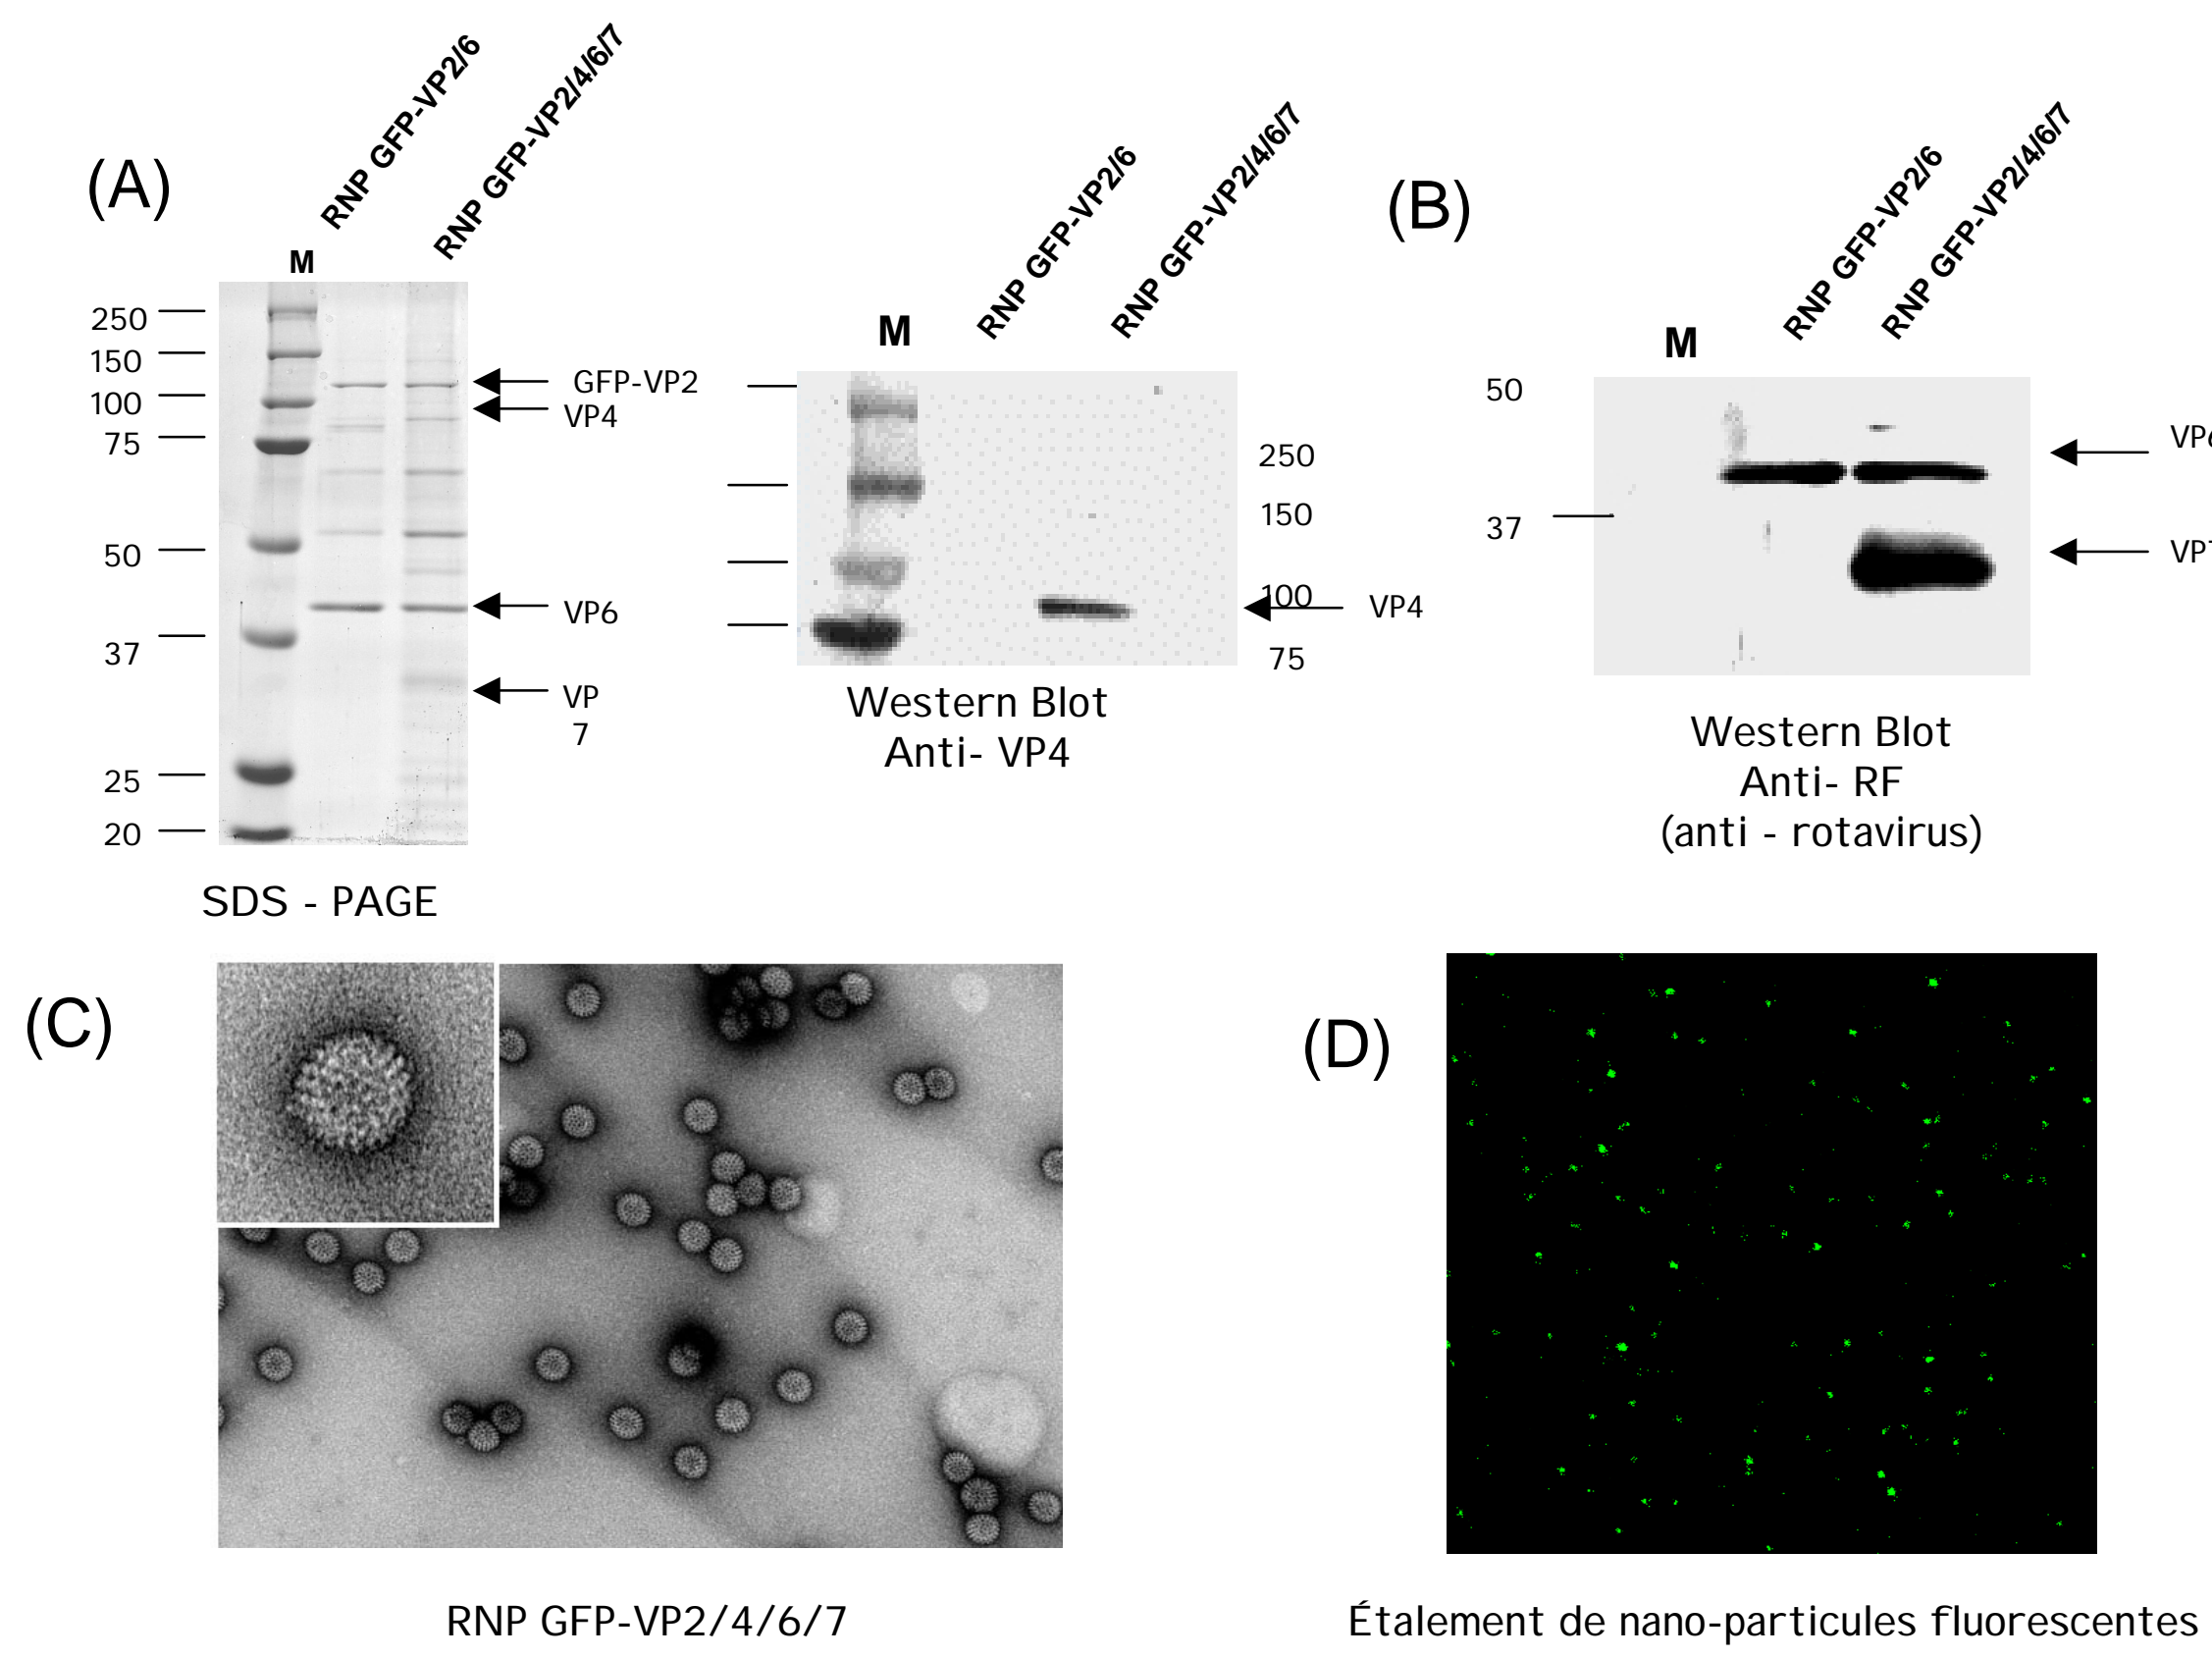 (A)
RNP GFP-VP2/6
RNP GFP-VP2/4/6/7
M
250
150
100
75
50
37
25
20
GFP-VP2
VP4
VP6
VP
7
SDS - PAGE
M
RNP GFP-VP2/6
RNP GFP-VP2/4/6/7
250
150
100
75
VP4
Western Blot
Anti- VP4
(B)
M
RNP GFP-VP2/6
RNP GFP-VP2/4/6/7
50
37
Western Blot
Anti- RF
(anti - rotavirus)
(C)
RNP GFP-VP2/4/6/7
(D)
Étalement de nano-particules fluorescentes